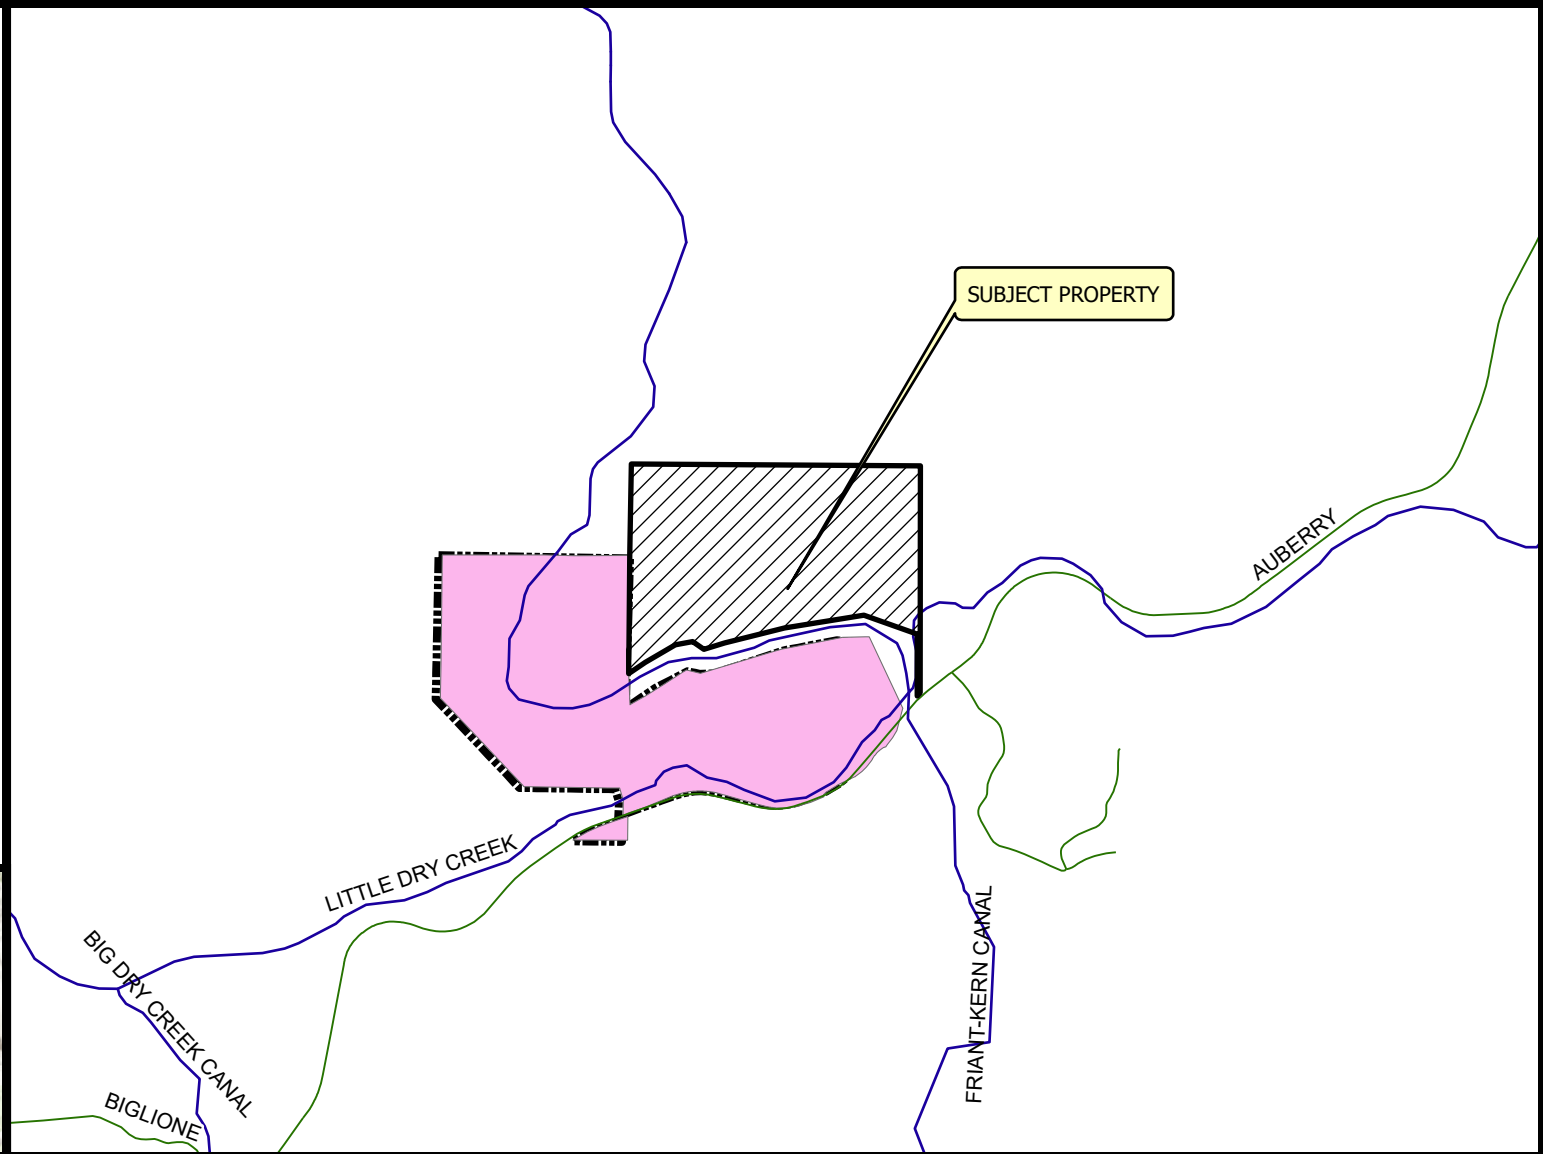 SUBJECT PROPERTY
AUBERRY
LITTLE DRY CREEK
FRIANT-KERN CANAL
BIG DRY CREEK CANAL
BIGLIONE